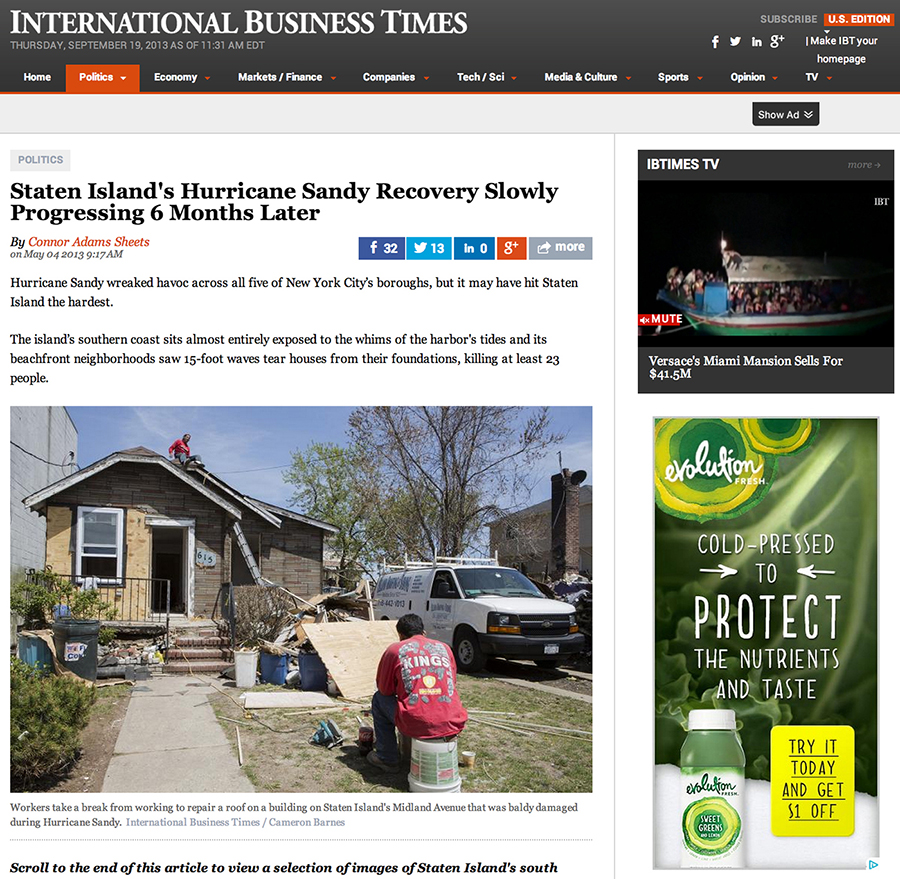 INTERNATIONAL BUSINESS TIMES
THURSDAY, SEPTEMBER 19, 2013 AS OF 11:31 AM EDT
SUBSCRIBE U.S. EDITION
| Make IBT your
homepage
Home Politics Economy Markets / Finance Companies Tech / Sci Media & Culture Sports Opinion TV
Show Ad
POLITICS
Staten Island's Hurricane Sandy Recovery Slowly
Progressing 6 Months Later
By Connor Adams Sheets
on May 04 2013 9:17 AM
32 13 in 0 g+ more
Hurricane Sandy wreaked havoc across all five of New York City's boroughs, but it may have hit Staten
Island the hardest.
The island's southern coast sits almost entirely exposed to the whims of the harbor's tides and its
beachfront neighborhoods saw 15-foot waves tear houses from their foundations, killing at least 23
people.
615
KINGS
Workers take a break from working to repair a roof on a building on Staten Island's Midland Avenue that was baldy damaged
during Hurricane Sandy. International Business Times / Cameron Barnes
Scroll to the end of this article to view a selection of images of Staten Island's south
IBTIMES TV more
IBT
MUTE
Versace's Miami Mansion Sells For
$41.5M
evolution
FRESH
COLD-PRESSED
TO
PROTECT
THE NUTRIENTS
AND TASTE
TRY IT
TODAY
AND GET
$1 OFF
evolution
FRESH
SWEET
GREENS
AND LEMON